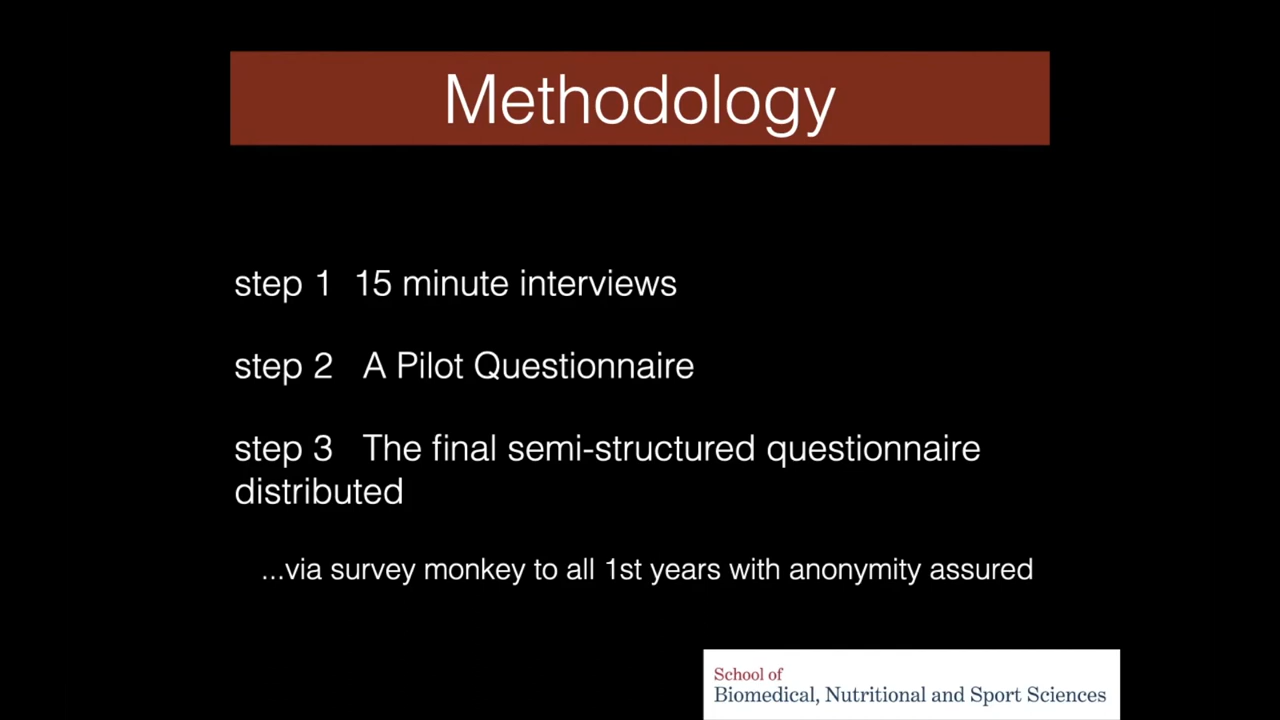 Methodology
step 1 15 minute interviews
step 2 A Pilot Questionnaire
step 3 The final semi-structured questionnaire
distributed
...via survey monkey to all 1st years with anonymity assured
School of
Biomedical, Nutritional and Sport Sciences